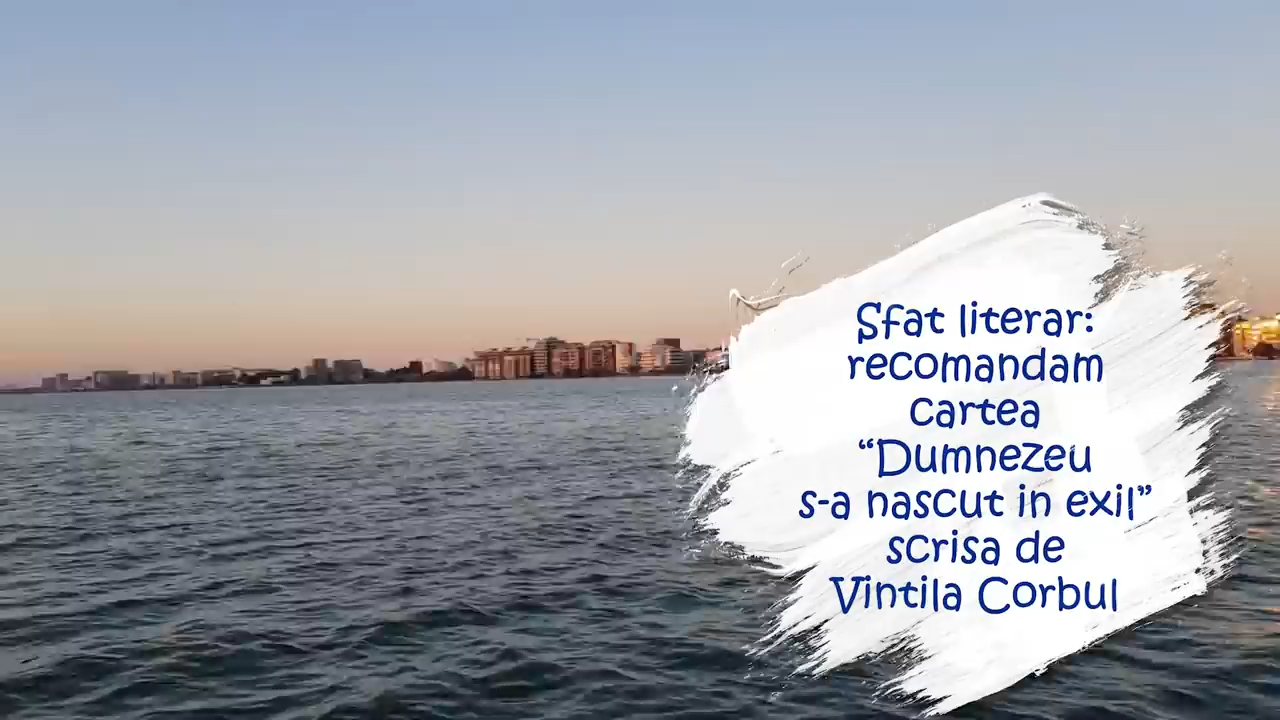 Sfat literar:
recomandam
cartea
“Dumnezeu
s-a nascut in exil”
scrisa de
Vintila Corbul